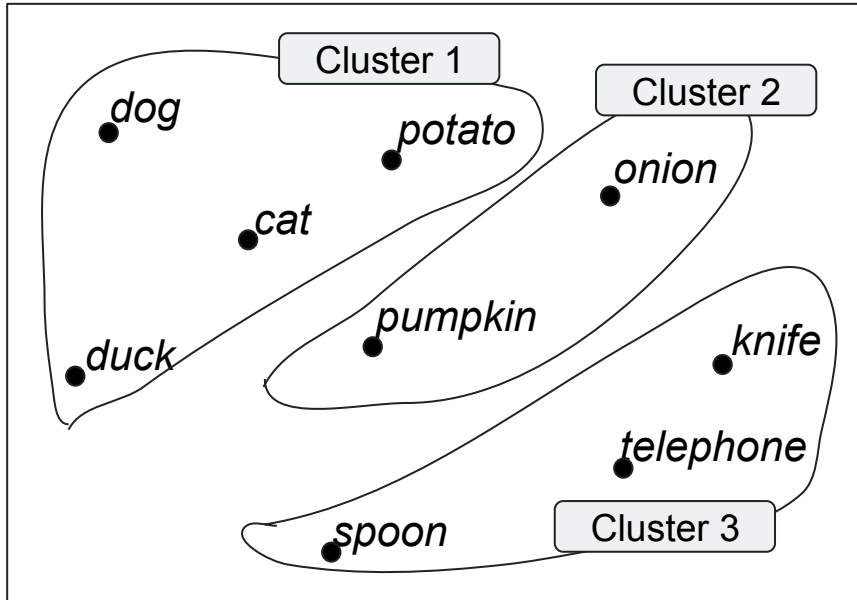 Cluster 1
Cluster 2
dog
potato
onion
cat
pumpkin
knife
duck
telephone
spoon
Cluster 3